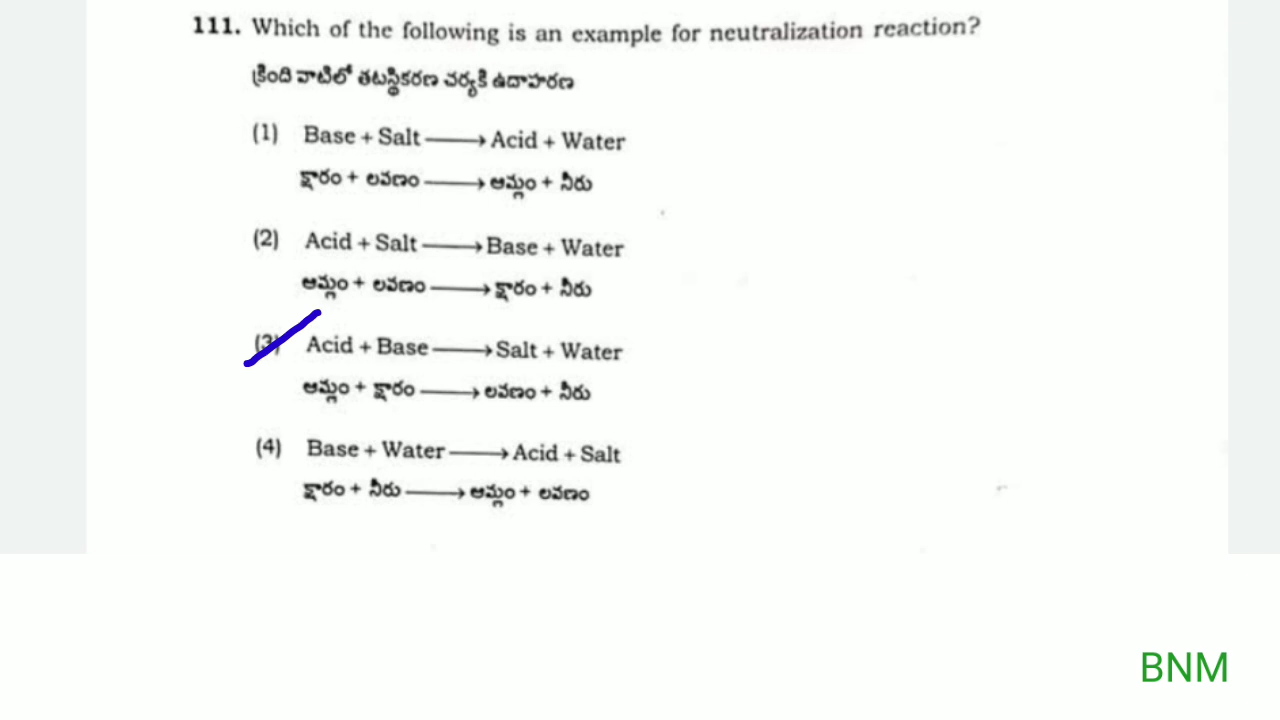 111. Which of the following is an example for neutralization reaction?
క్రింది వాటిలో తటస్థీకరణ చర్యకి ఉదాహరణ
(1) Base + Salt ⟶ Acid + Water
క్షారం + లవణం ⟶ ఆమ్లం + నీరు
(2) Acid + Salt ⟶ Base + Water
ఆమ్లం + లవణం ⟶ క్షారం + నీరు
(3) Acid + Base ⟶ Salt + Water
ఆమ్లం + క్షారం ⟶ లవణం + నీరు
(4) Base + Water ⟶ Acid + Salt
క్షారం + నీరు ⟶ ఆమ్లం + లవణం
BNM